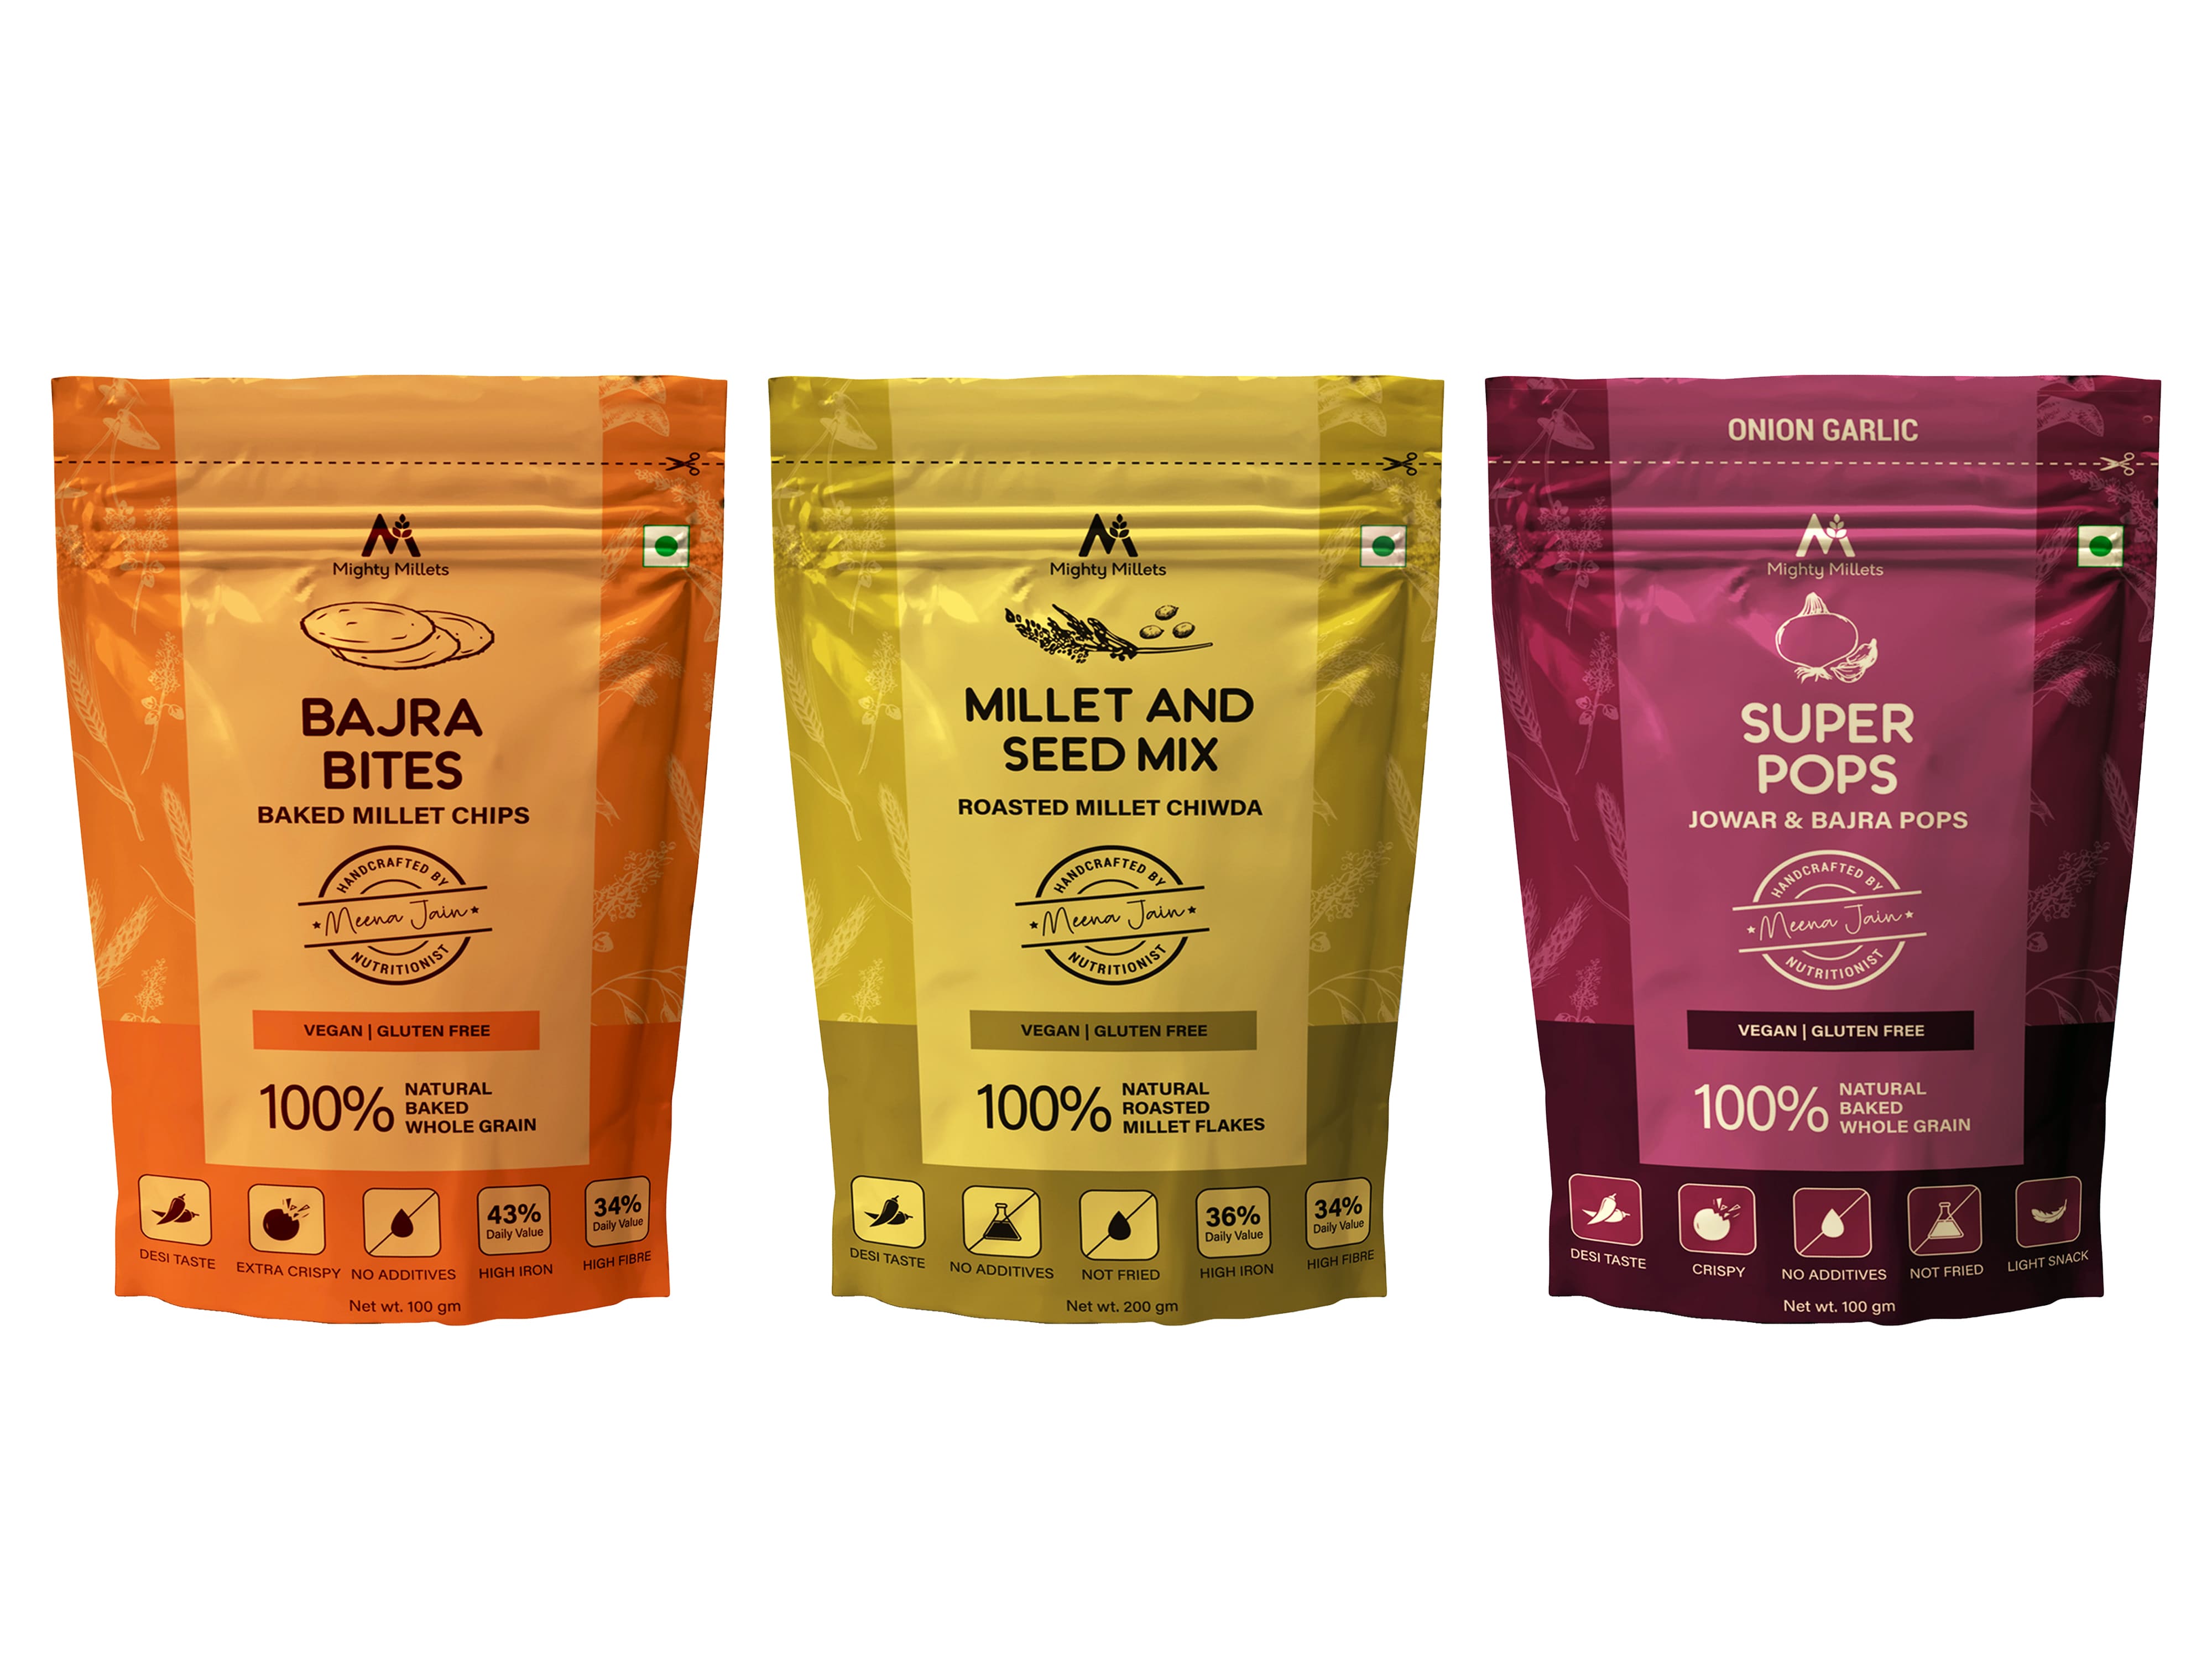 Mighty Millets
BAJRA
BITES
BAKED MILLET CHIPS
HANDCRAFTED BY
Meena Jain
NUTRITIONIST
VEGAN | GLUTEN FREE
100%
NATURAL
BAKED
WHOLE GRAIN
43%
Daily Value
34%
Daily Value
DESI TASTE
EXTRA CRISPY
NO ADDITIVES
HIGH IRON
HIGH FIBRE
Net wt. 100 gm
Mighty Millets
MILLET AND
SEED MIX
ROASTED MILLET CHIWDA
HANDCRAFTED BY
Meena Jain
NUTRITIONIST
VEGAN | GLUTEN FREE
100%
NATURAL
ROASTED
MILLET FLAKES
36%
Daily Value
34%
Daily Value
DESI TASTE
NO ADDITIVES
NOT FRIED
HIGH IRON
HIGH FIBRE
Net wt. 200 gm
ONION GARLIC
Mighty Millets
SUPER
POPS
JOWAR & BAJRA POPS
HANDCRAFTED BY
Meena Jain
NUTRITIONIST
VEGAN | GLUTEN FREE
100%
NATURAL
BAKED
WHOLE GRAIN
DESI TASTE
CRISPY
NO ADDITIVES
NOT FRIED
LIGHT SNACK
Net wt. 100 gm